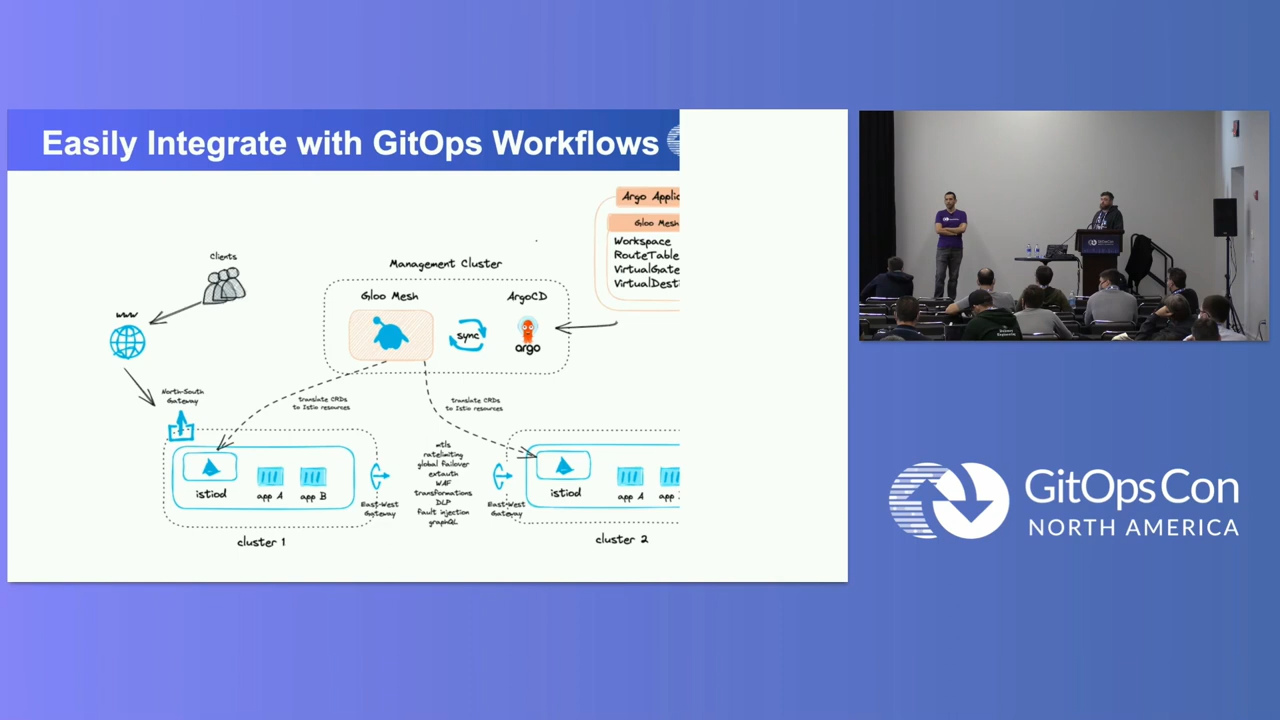 Easily Integrate with GitOps Workflows
Argo Applic
Gloo Mesh
Workspace
RouteTable
VirtualGate
VirtualDest
Clients
www
Management Cluster
Gloo Mesh
ArgoCD
sync
argo
North-South
Gateway
translate CRDs
to Istio resources
translate CRDs
to Istio resources
mtls
ratelimiting
global failover
extauth
WAF
transformations
DLP
fault injection
graphQL
istiod
app A
app B
East-West
Gateway
East-West
Gateway
istiod
app A
cluster 1
cluster 2
GitOpsCon
NORTH AMERICA